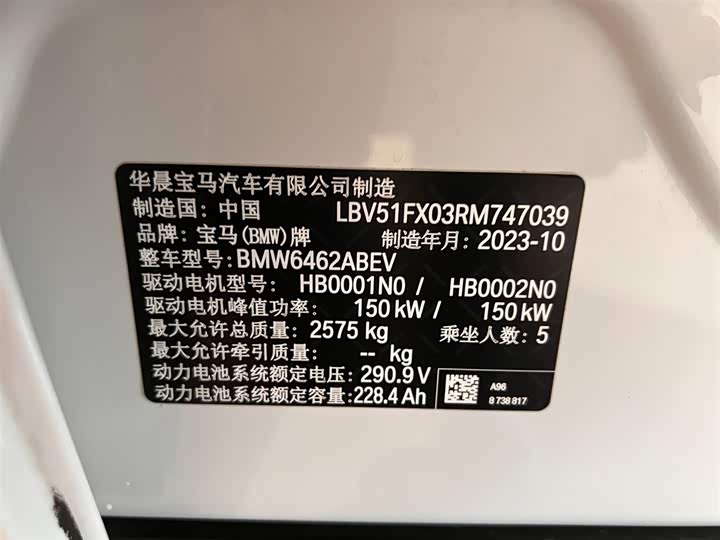 华晨宝马汽车有限公司制造
制造国: 中国 LBV51FX03RM747039
品牌: 宝马(BMW)牌 制造年月: 2023-10
整车型号: BMW6462ABEV
驱动电机型号: HB0001N0 / HB0002N0
驱动电机峰值功率: 150 kW / 150 kW
最大允许总质量: 2575 kg 乘坐人数: 5
最大允许牵引质量: -- kg
动力电池系统额定电压: 290.9 V
动力电池系统额定容量: 228.4 Ah
A96
8 738 817